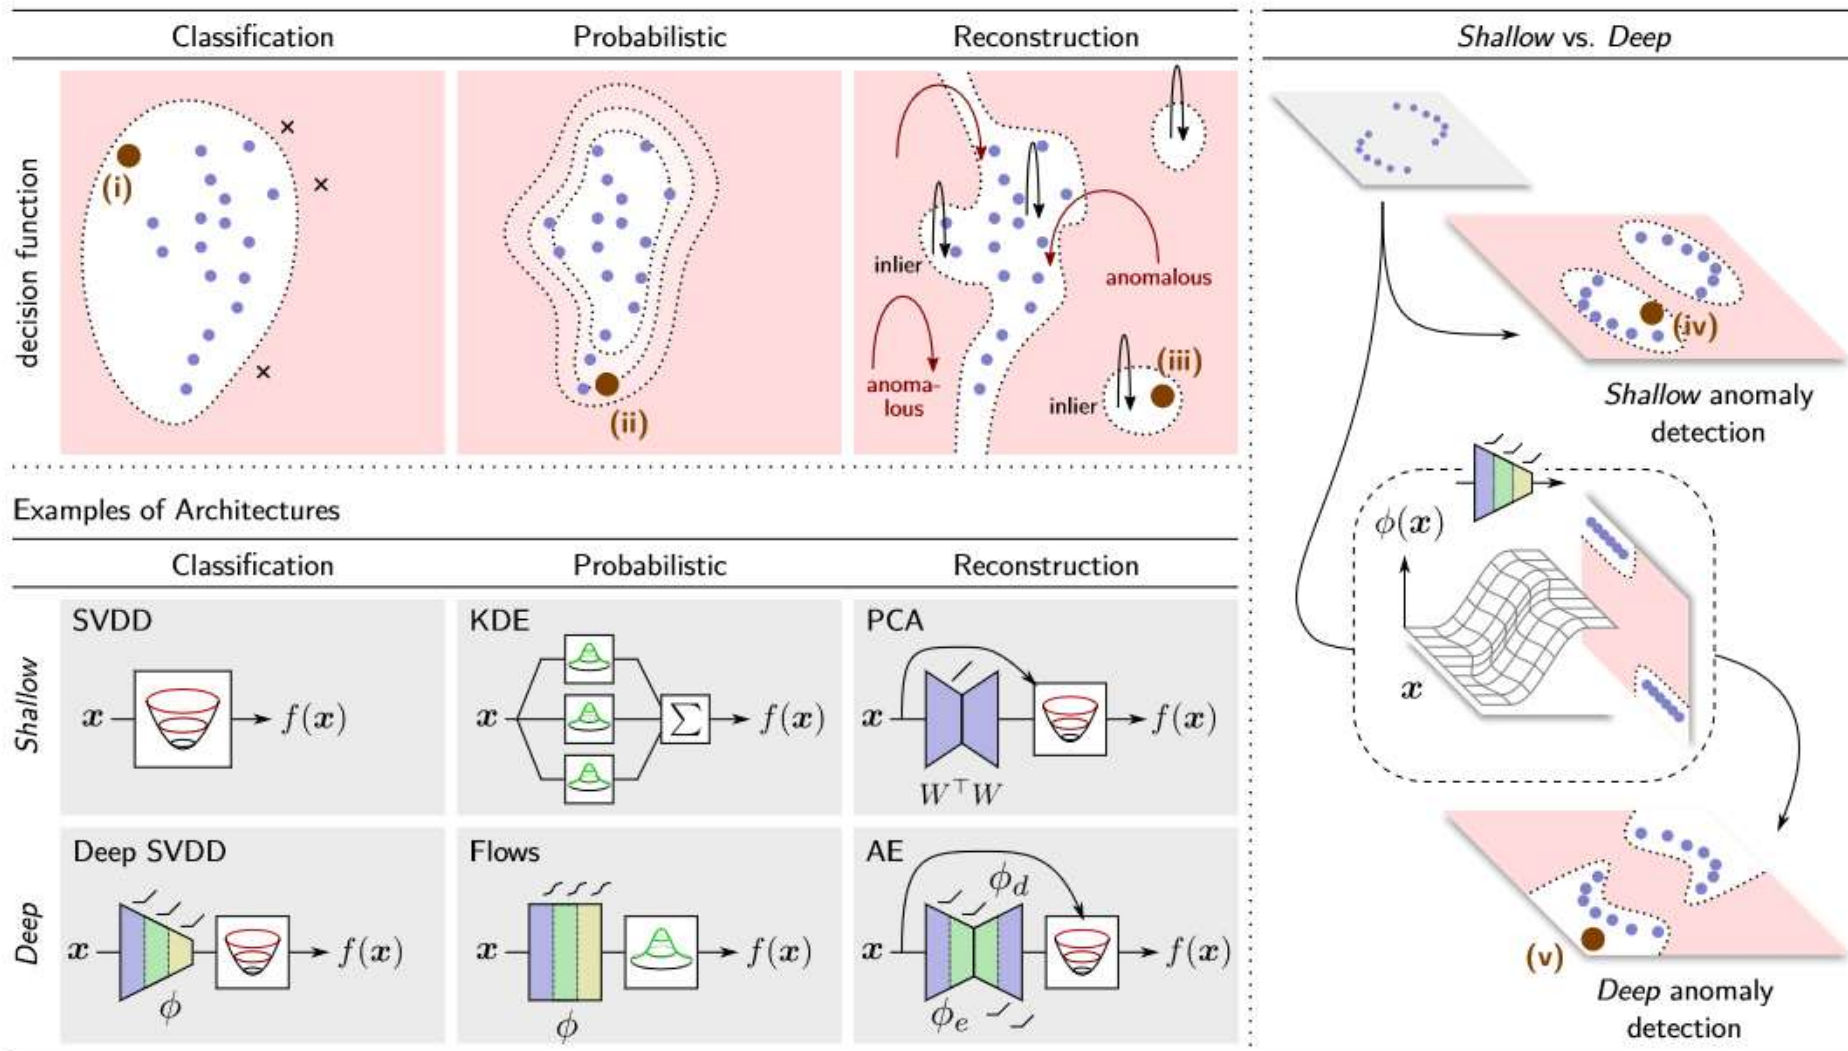 Classification
Probabilistic
Reconstruction
Shallow vs. Deep
decision function
(i)
(ii)
inlier
anomalous
anoma-
lous
inlier
(iii)
(iv)
Shallow anomaly
detection
ϕ(x)
x
(v)
Deep anomaly
detection
Examples of Architectures
Classification
Probabilistic
Reconstruction
Shallow
SVDD
x
f(x)
KDE
x
∑
f(x)
PCA
x
W⊤W
f(x)
Deep
Deep SVDD
x
ϕ
f(x)
Flows
x
ϕ
f(x)
AE
x
ϕd
ϕe
f(x)